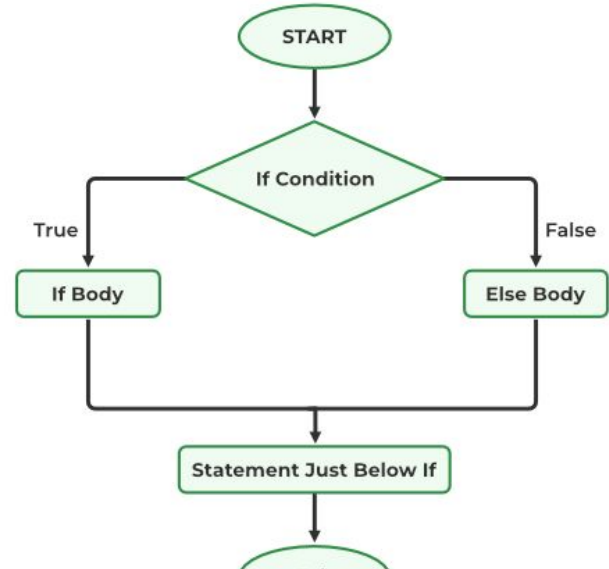 START
If Condition
True
False
If Body
Else Body
Statement Just Below If